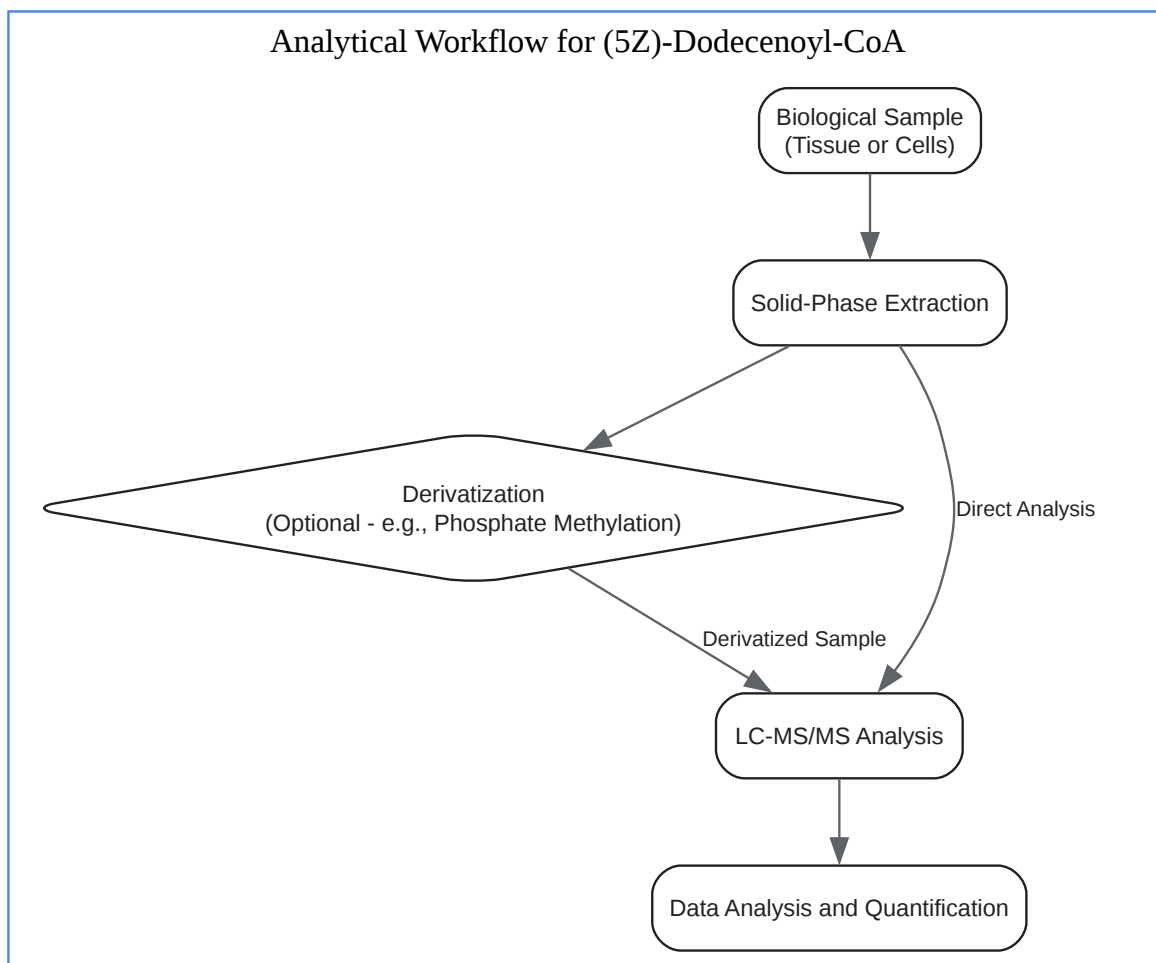 Analytical Workflow for (5Z)-Dodecenoyl-CoA
Biological Sample
(Tissue or Cells)
Solid-Phase Extraction
Derivatization
(Optional - e.g., Phosphate Methylation)
Direct Analysis
Derivatized Sample
LC-MS/MS Analysis
Data Analysis and Quantification